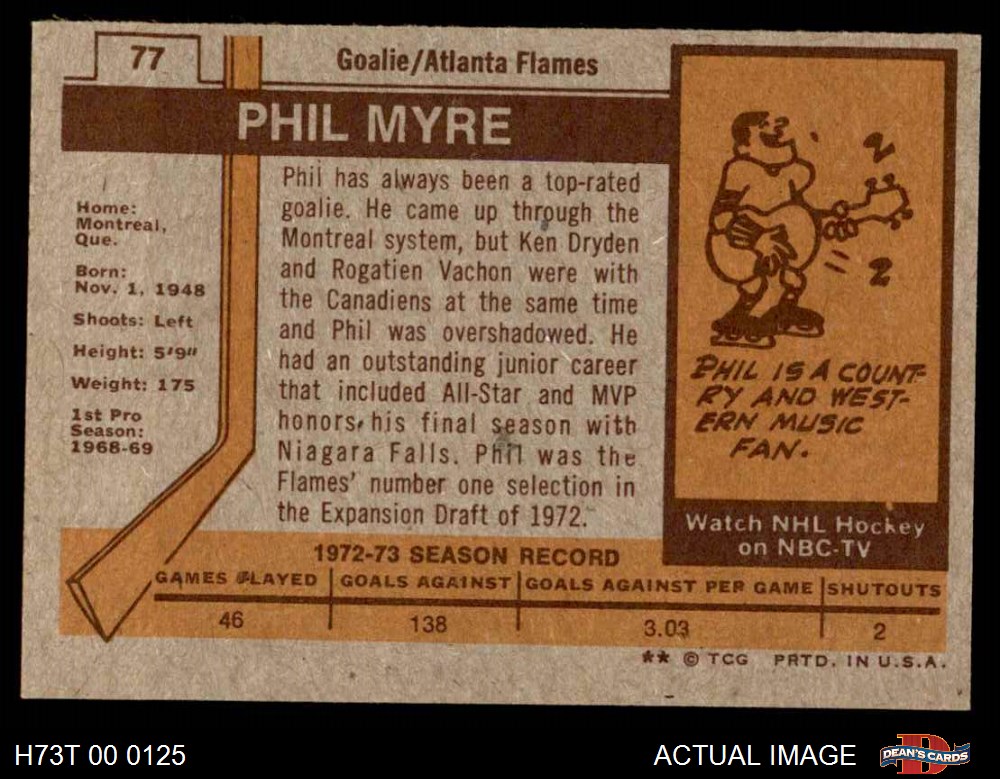 77
Goalie/Atlanta Flames
PHIL MYRE
Home:
Montreal,
Que.
Born:
Nov. 1, 1948
Shoots: Left
Height: 5'9"
Weight: 175
1st Pro
Season:
1968-69
Phil has always been a top-rated
goalie. He came up through the
Montreal system, but Ken Dryden
and Rogatien Vachon were with
the Canadiens at the same time
and Phil was overshadowed. He
had an outstanding junior career
that included All-Star and MVP
honors, his final season with
Niagara Falls. Phil was the
Flames' number one selection in
the Expansion Draft of 1972.
PHIL IS A COUNT-
RY AND WEST-
ERN MUSIC
FAN.
Watch NHL Hockey
on NBC-TV
1972-73 SEASON RECORD
GAMES PLAYED GOALS AGAINST GOALS AGAINST PER GAME SHUTOUTS
46 138 3.03 2
** © TCG PRTD. IN U.S.A.
H73T 00 0125
ACTUAL IMAGE
DEAN'S CARDS